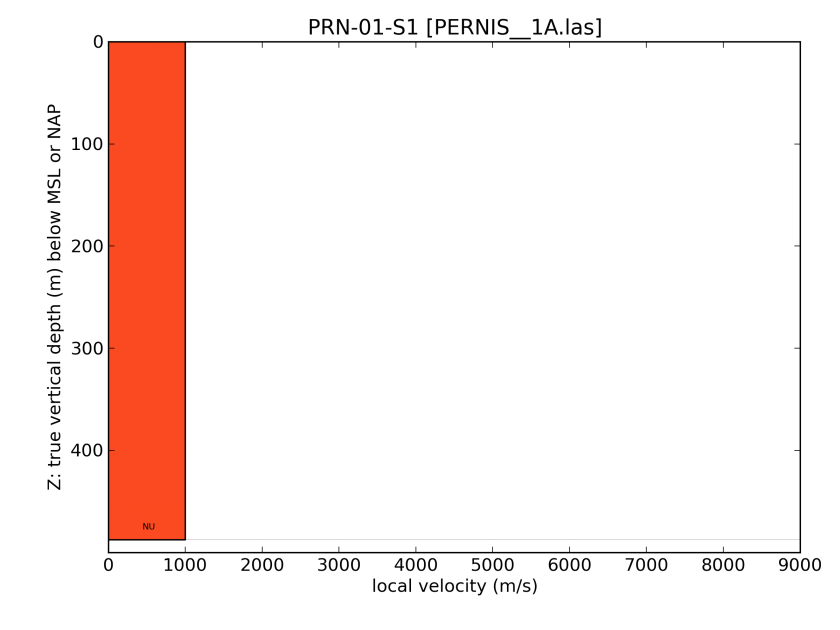 PRN-01-S1 [PERNIS__1A.las]
Z: true vertical depth (m) below MSL or NAP
0
100
200
300
400
NU
0 1000 2000 3000 4000 5000 6000 7000 8000 9000
local velocity (m/s)